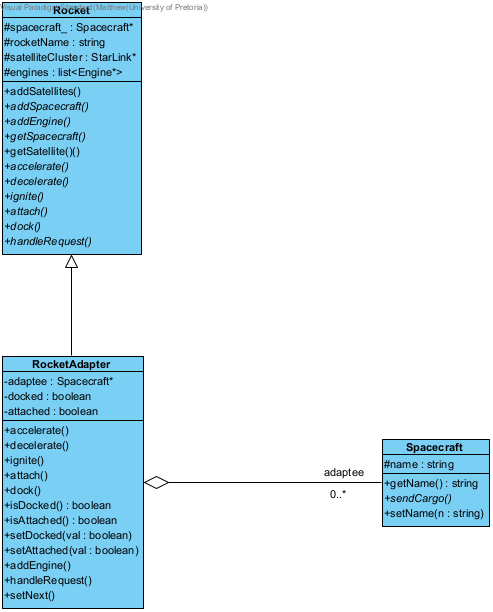 Visual Paradigm Standard(Matthew(University of Pretoria))
Rocket
#spacecraft_ : Spacecraft*
#rocketName : string
#satelliteCluster : StarLink*
#engines : list<Engine*>
+addSatellites()
+addSpacecraft()
+addEngine()
+getSpacecraft()
+getSatellite()()
+accelerate()
+decelerate()
+ignite()
+attach()
+dock()
+handleRequest()
RocketAdapter
-adaptee : Spacecraft*
-docked : boolean
-attached : boolean
+accelerate()
+decelerate()
+ignite()
+attach()
+dock()
+isDocked() : boolean
+isAttached() : boolean
+setDocked(val : boolean)
+setAttached(val : boolean)
+addEngine()
+handleRequest()
+setNext()
adaptee
0..*
Spacecraft
#name : string
+getName() : string
+sendCargo()
+setName(n : string)